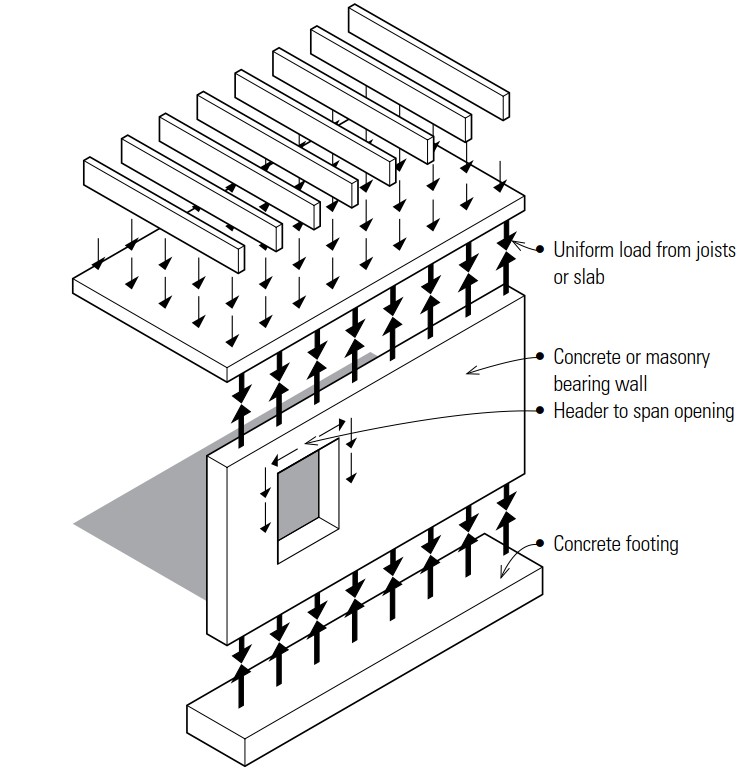 Uniform load from joists
or slab
Concrete or masonry
bearing wall
Header to span opening
Concrete footing